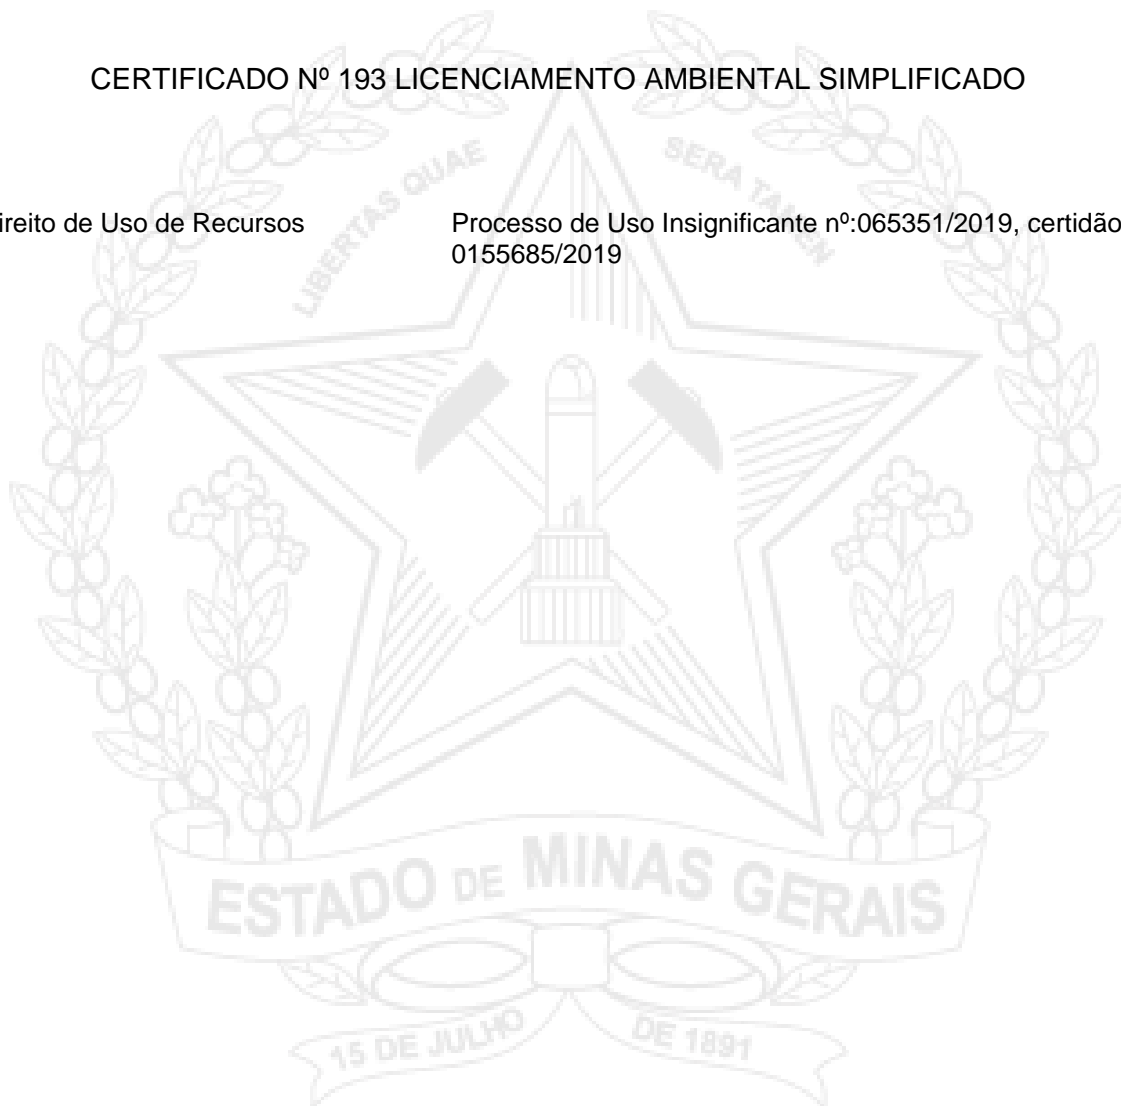 CERTIFICADO Nº 193 LICENCIAMENTO AMBIENTAL SIMPLIFICADO
LIBERTAS QUAE SERA TAMEN
ireito de Uso de Recursos
Processo de Uso Insignificante nº:065351/2019, certidão
0155685/2019
ESTADO DE MINAS GERAIS
15 DE JULHO DE 1891